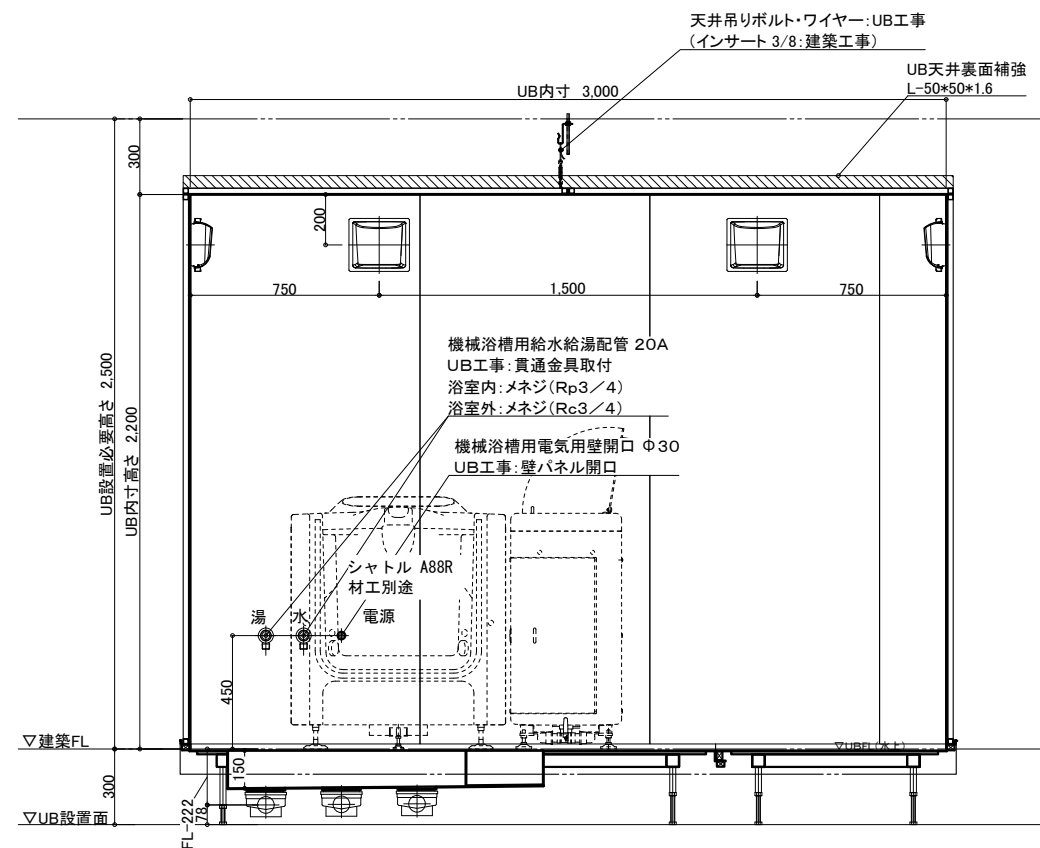 天井吊りボルト・ワイヤー:UB工事
(インサート 3/8:建築工事)
UB天井裏面補強
L-50*50*1.6
UB内寸 3,000
300
200
750
1,500
750
UB設置必要高さ 2,500
UB内寸高さ 2,200
機械浴槽用給水給湯配管 20A
UB工事:貫通金具取付
浴室内:メネジ(Rp3/4)
浴室外:メネジ(Rc3/4)
機械浴槽用電気用壁開口 Φ30
UB工事:壁パネル開口
シャトル A88R
材工別途
湯
水
電源
450
▽建築FL
▽UBFL(水上)
150
300
FL-222
78
▽UB設置面